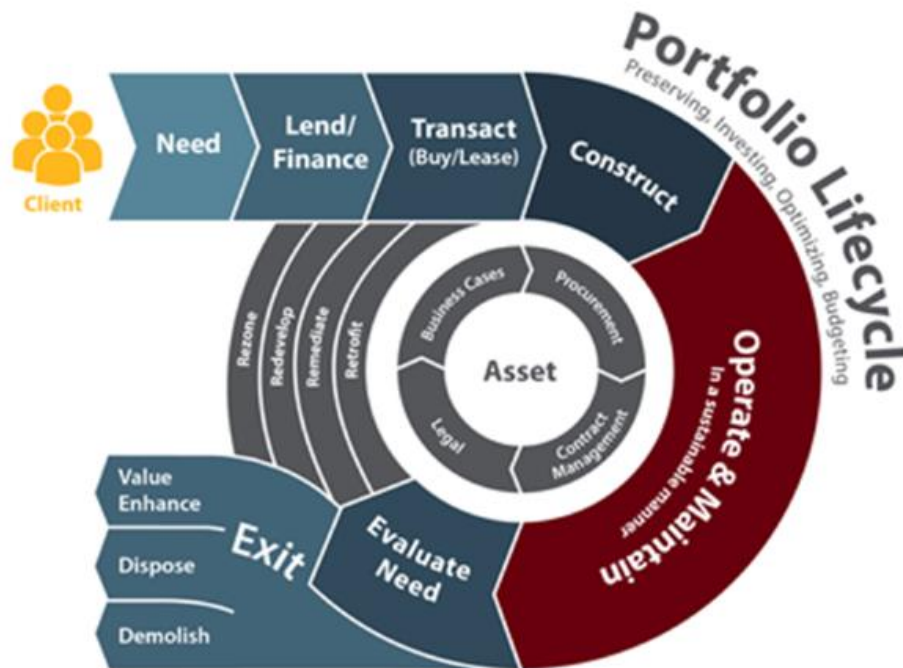 Portfolio Lifecycle
Preserving, Investing, Optimizing, Budgeting
Client
Need
Lend/
Finance
Transact
(Buy/Lease)
Construct
Operate & Maintain
In a sustainable manner
Evaluate
Need
Exit
Value
Enhance
Dispose
Demolish
Rezone
Redevelop
Remediate
Retrofit
Business Cases
Procurement
Contract
Management
Legal
Asset